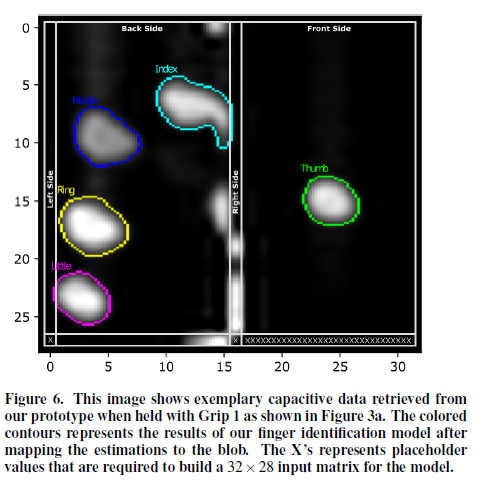 Back Side
Front Side
0
Index
5
Middle
10
Thumb
Left Side
Ring
15
Right Side
20
Little
25
X
X
XXXXXXXXXXXXXXXXXXXXXXXXXXXXX
0
5
10
15
20
25
30
Figure 6. This image shows exemplary capacitive data retrieved from
our prototype when held with Grip 1 as shown in Figure 3a. The colored
contours represents the results of our finger identification model after
mapping the estimations to the blob. The X's represents placeholder
values that are required to build a 32 × 28 input matrix for the model.